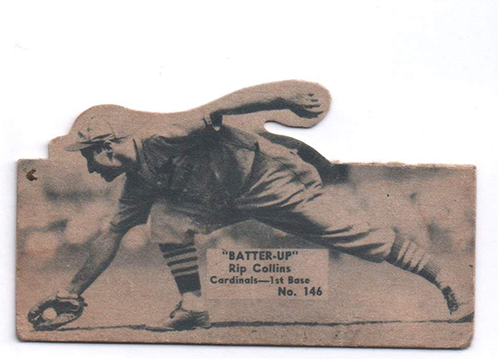 "BATTER-UP"
Rip Collins
Cardinals—1st Base
No. 146